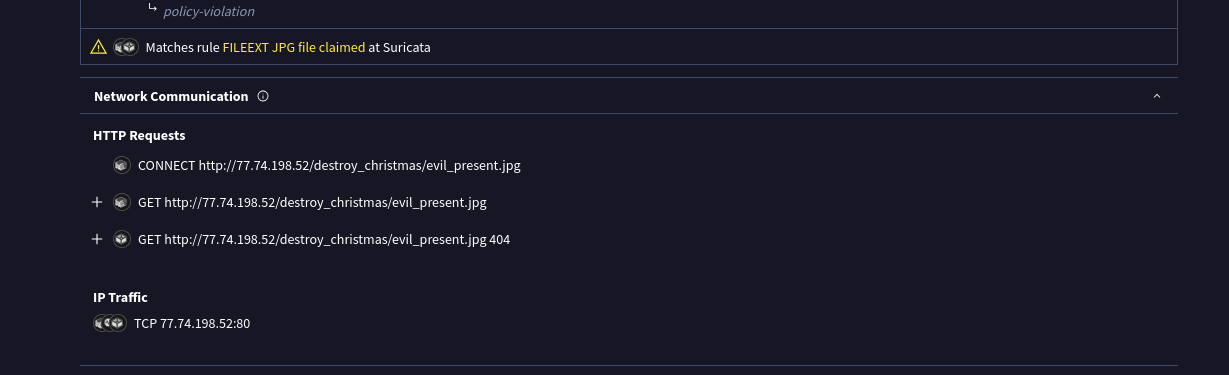 policy-violation
Matches rule FILEEXT JPG file claimed at Suricata
Network Communication
HTTP Requests
CONNECT http://77.74.198.52/destroy_christmas/evil_present.jpg
GET http://77.74.198.52/destroy_christmas/evil_present.jpg
GET http://77.74.198.52/destroy_christmas/evil_present.jpg 404
IP Traffic
TCP 77.74.198.52:80